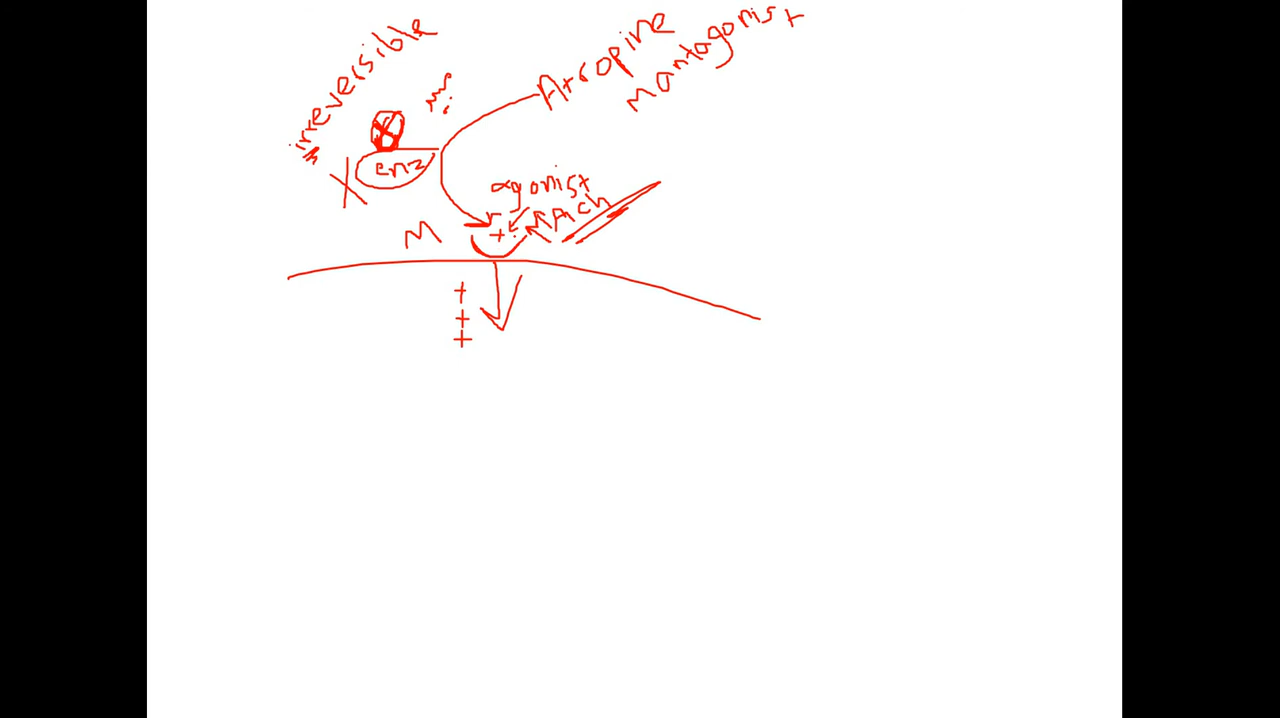 irreversible
Atropine
M antagonist
enz
agonist
Ach
M
+
+
+
+